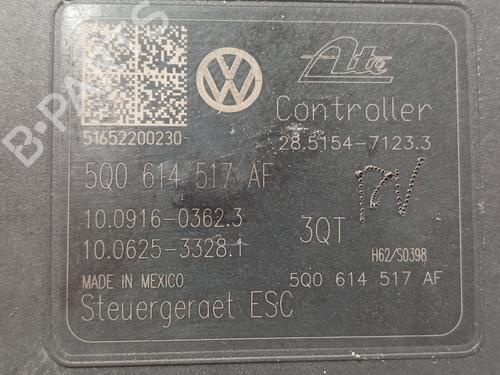 Ate
Controller
51652200230
28.5154-7123.3
5Q0 614 517 AF
10.0916-0362.3
10.0625-3328.1
3QT
H62/S0398
MADE IN MEXICO
5Q0 614 517 AF
Steuergeraet ESC
B-PARTS